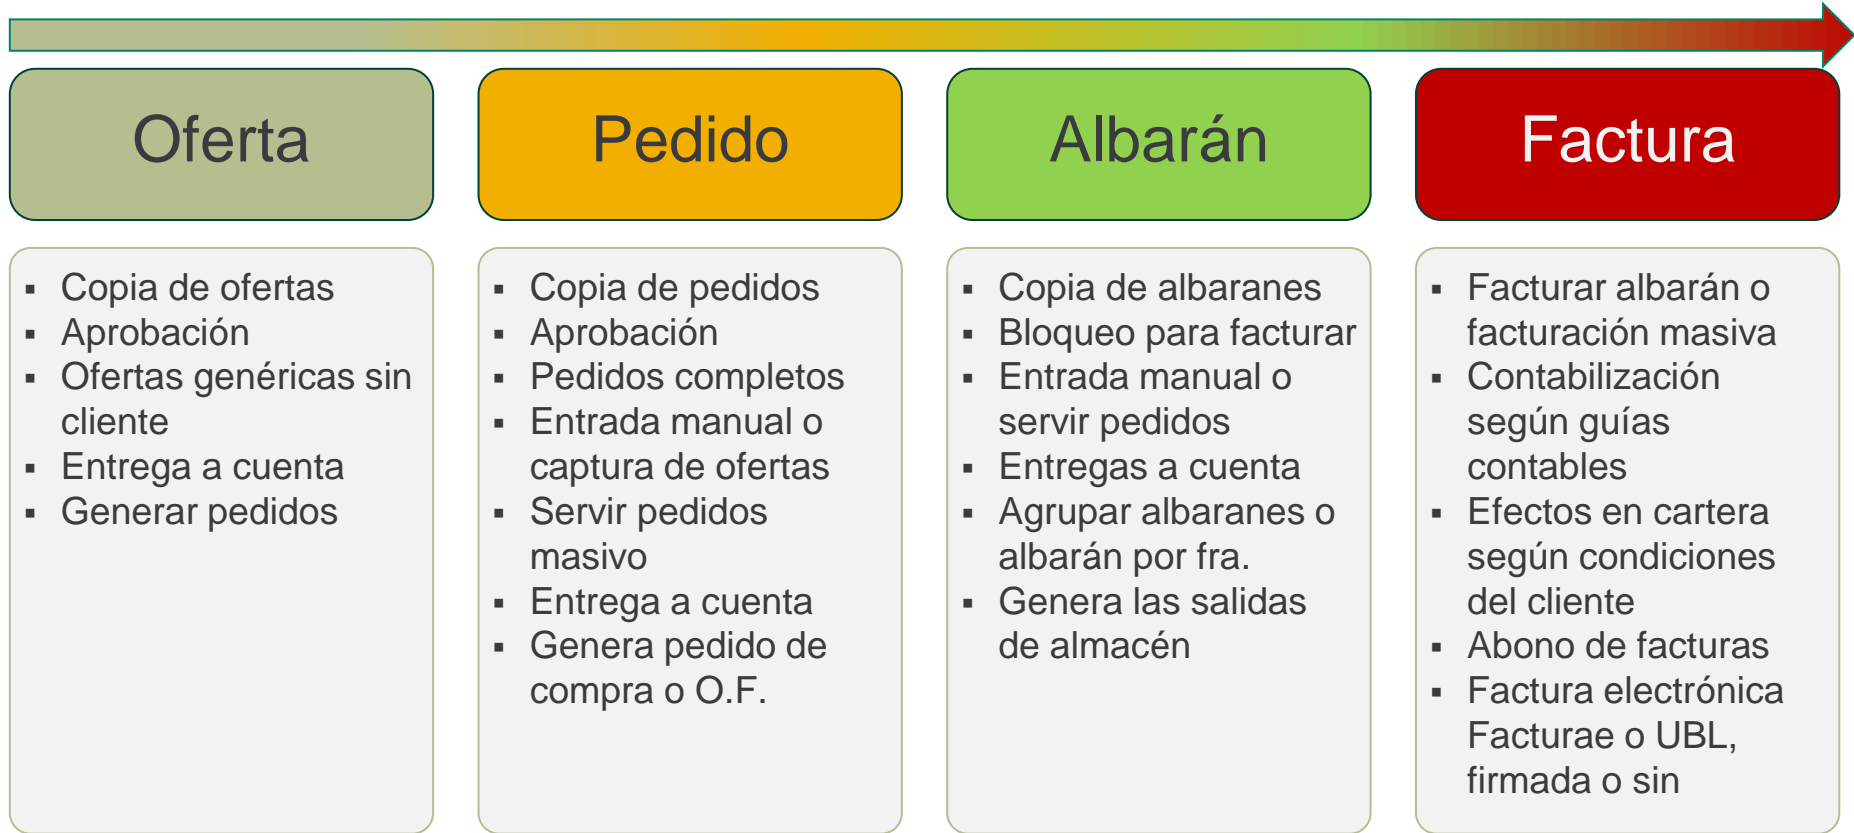 Oferta
▪ Copia de ofertas
▪ Aprobación
▪ Ofertas genéricas sin
cliente
▪ Entrega a cuenta
▪ Generar pedidos
Pedido
▪ Copia de pedidos
▪ Aprobación
▪ Pedidos completos
▪ Entrada manual o
captura de ofertas
▪ Servir pedidos
masivo
▪ Entrega a cuenta
▪ Genera pedido de
compra o O.F.
Albarán
▪ Copia de albaranes
▪ Bloqueo para facturar
▪ Entrada manual o
servir pedidos
▪ Entregas a cuenta
▪ Agrupar albaranes o
albarán por fra.
▪ Genera las salidas
de almacén
Factura
▪ Facturar albarán o
facturación masiva
▪ Contabilización
según guías
contables
▪ Efectos en cartera
según condiciones
del cliente
▪ Abono de facturas
▪ Factura electrónica
Facturae o UBL,
firmada o sin